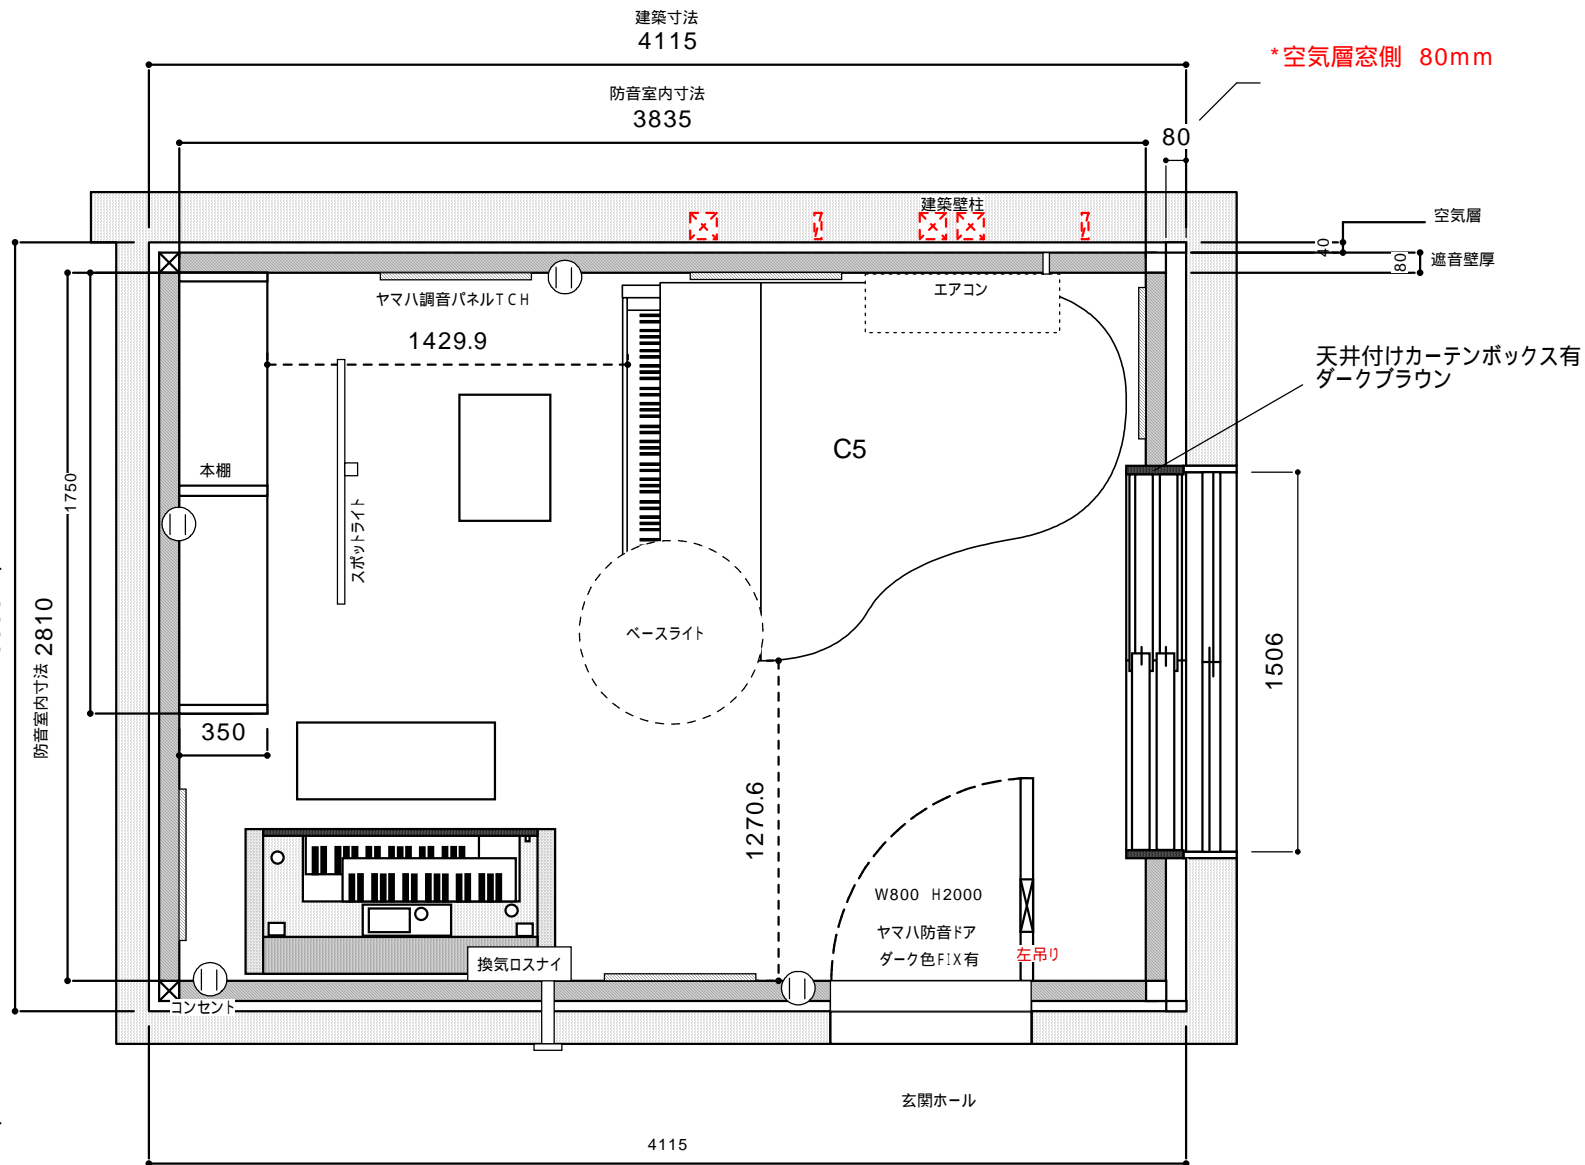 建築寸法
4115
*空気層窓側 80mm
防音室内寸法
3835
80
建築壁柱
空気層
40
80
遮音壁厚
エアコン
ヤマハ調音パネルTCH
1429.9
天井付けカーテンボックス有
ダークブラウン
C5
本棚
1750
スポットライト
ベースライト
防音室内寸法 2810
1506
350
1270.6
W800 H2000
ヤマハ防音ドア
ダーク色FIX有
左吊り
換気ロスナイ
コンセント
玄関ホール
4115